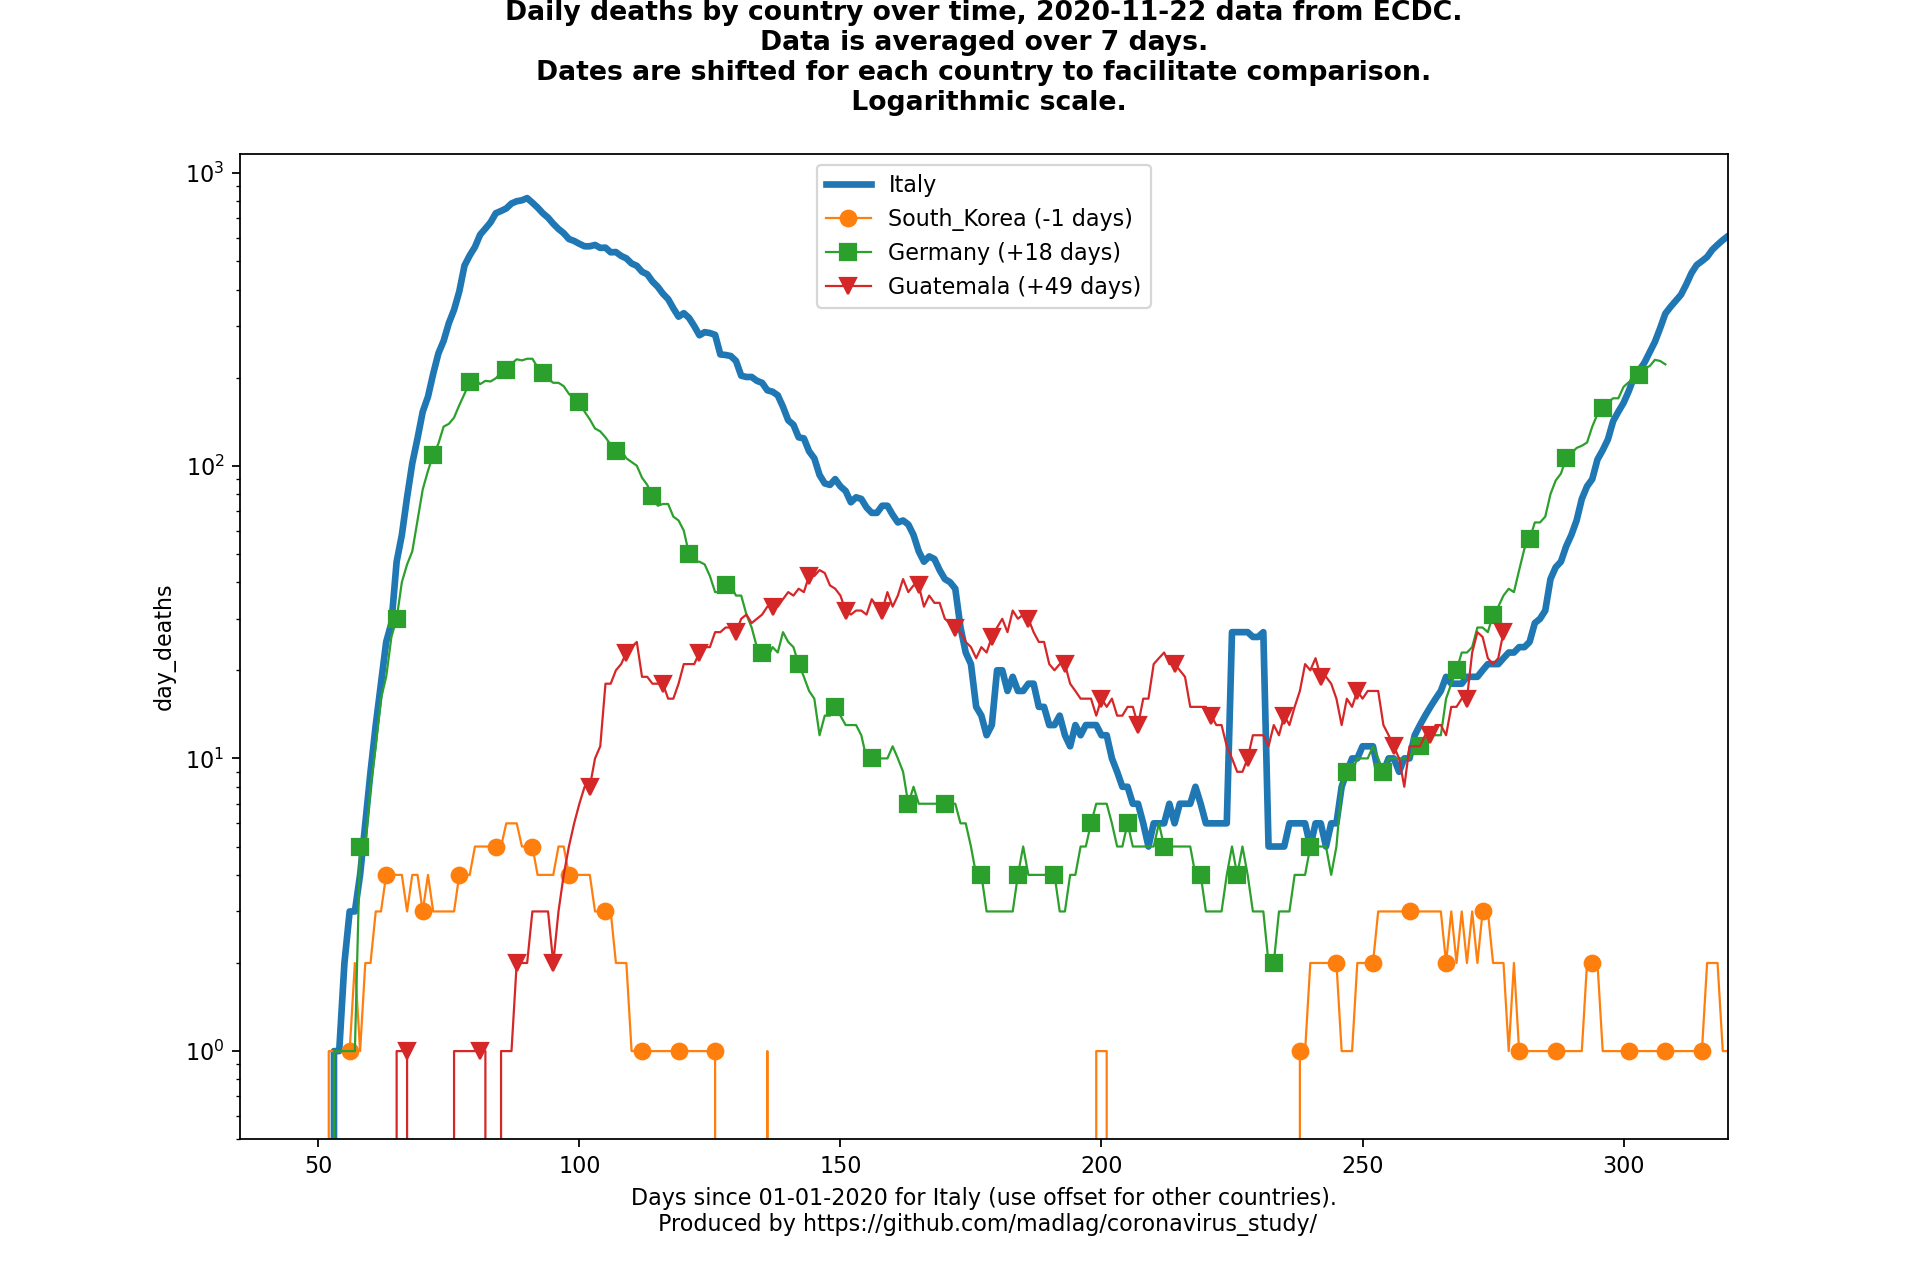 Daily deaths by country over time, 2020-11-22 data from ECDC.
Data is averaged over 7 days.
Dates are shifted for each country to facilitate comparison.
Logarithmic scale.
10³
10²
10¹
10⁰
day_deaths
Italy
South_Korea (-1 days)
Germany (+18 days)
Guatemala (+49 days)
50 100 150 200 250 300
Days since 01-01-2020 for Italy (use offset for other countries).
Produced by https://github.com/madlag/coronavirus_study/